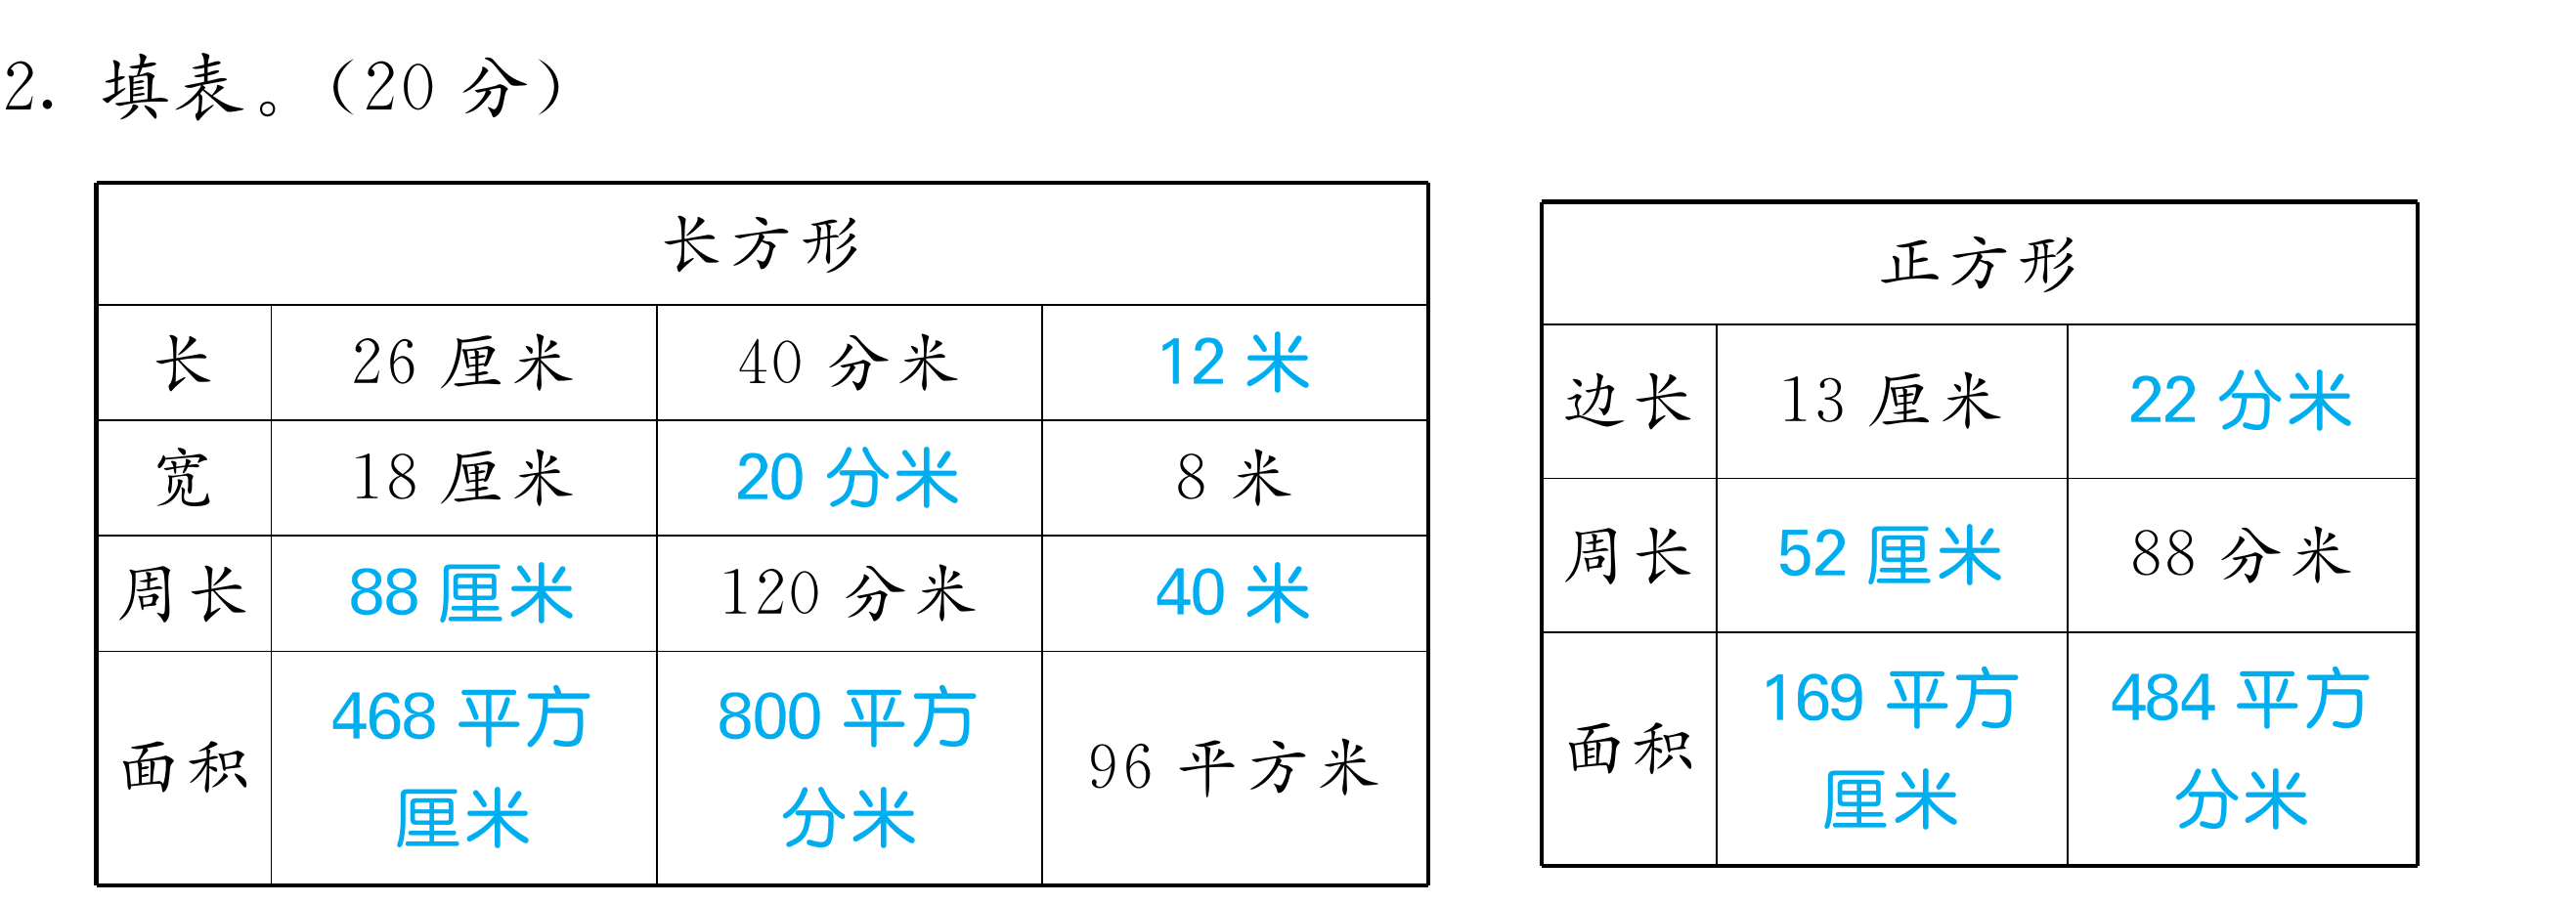 2. 填表。(20 分)
长方形
长 26 厘米 40 分米 12 米
宽 18 厘米 20 分米 8 米
周长 88 厘米 120 分米 40 米
面积 468 平方厘米 800 平方分米 96 平方米
正方形
边长 13 厘米 22 分米
周长 52 厘米 88 分米
面积 169 平方厘米 484 平方分米